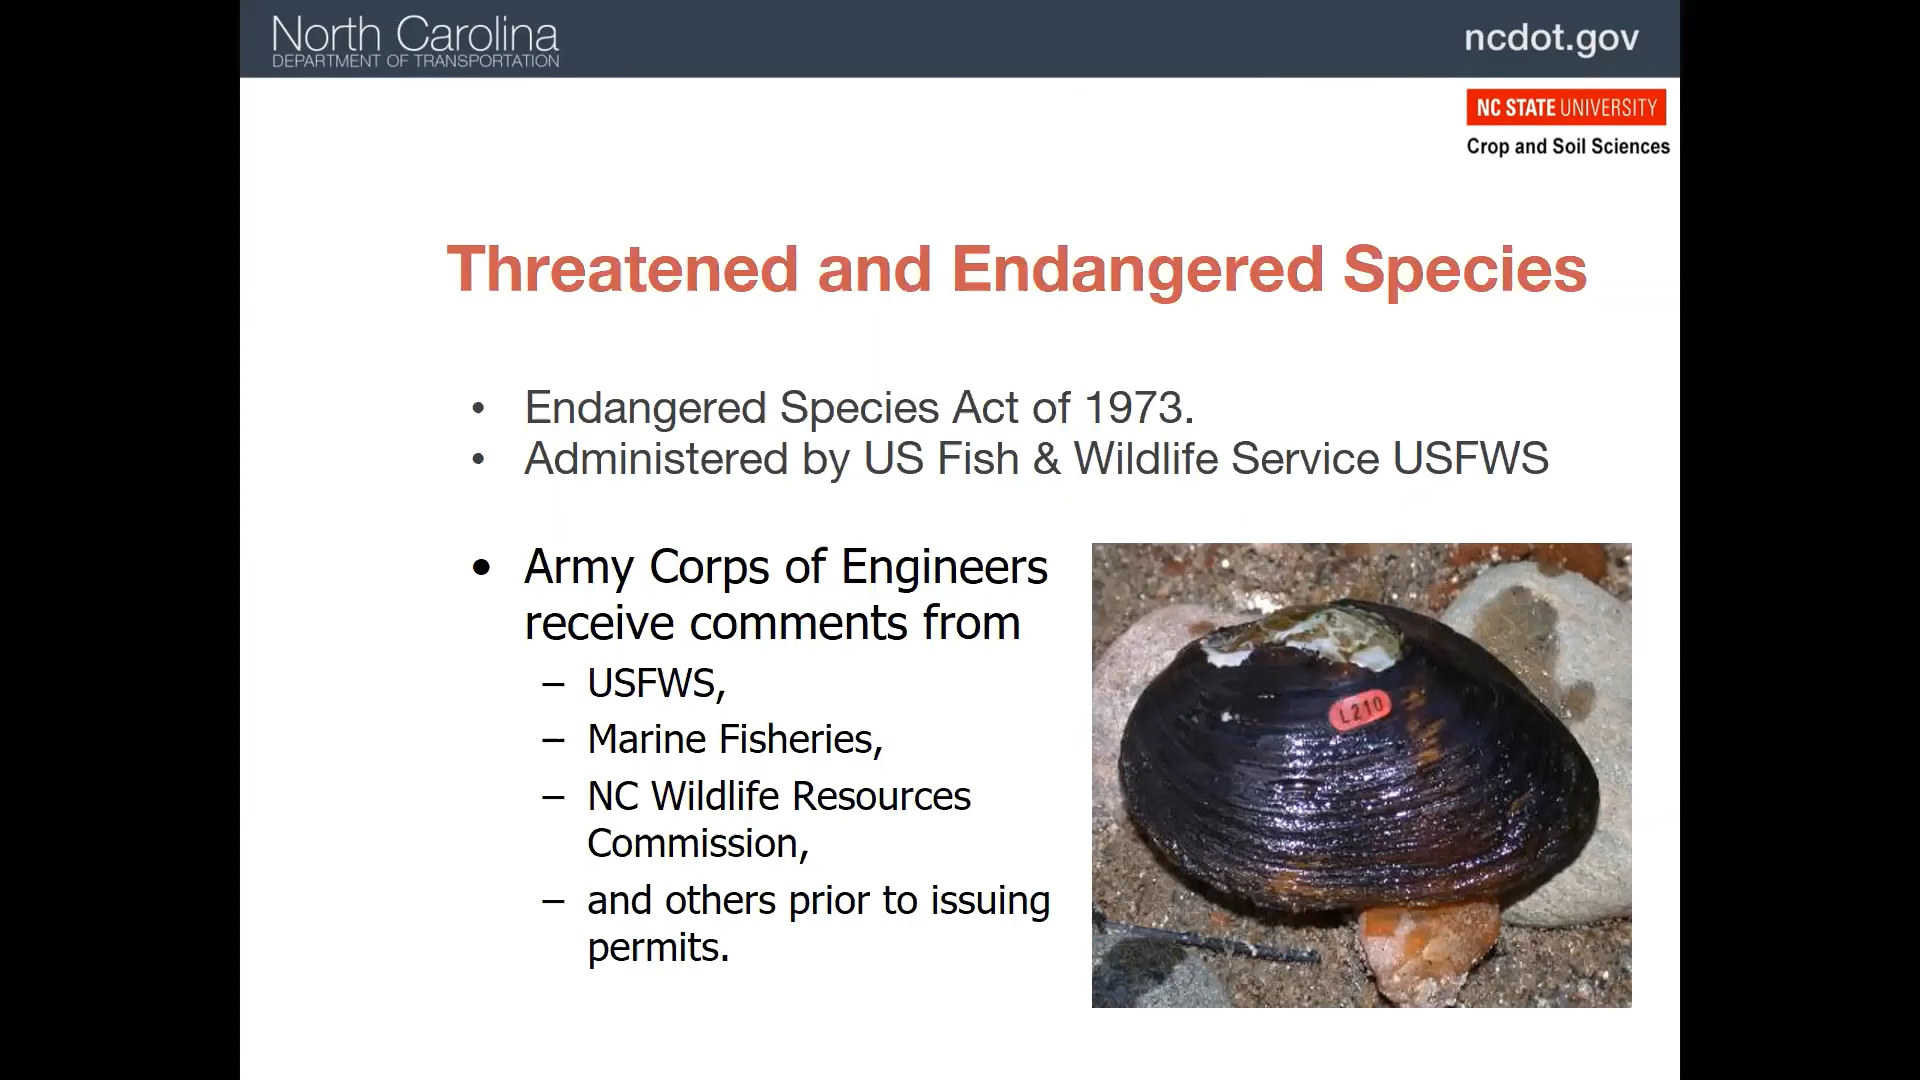 North Carolina
DEPARTMENT OF TRANSPORTATION
ncdot.gov
NC STATE UNIVERSITY
Crop and Soil Sciences
Threatened and Endangered Species
• Endangered Species Act of 1973.
• Administered by US Fish & Wildlife Service USFWS
• Army Corps of Engineers
receive comments from
– USFWS,
– Marine Fisheries,
– NC Wildlife Resources
Commission,
– and others prior to issuing
permits.
L210